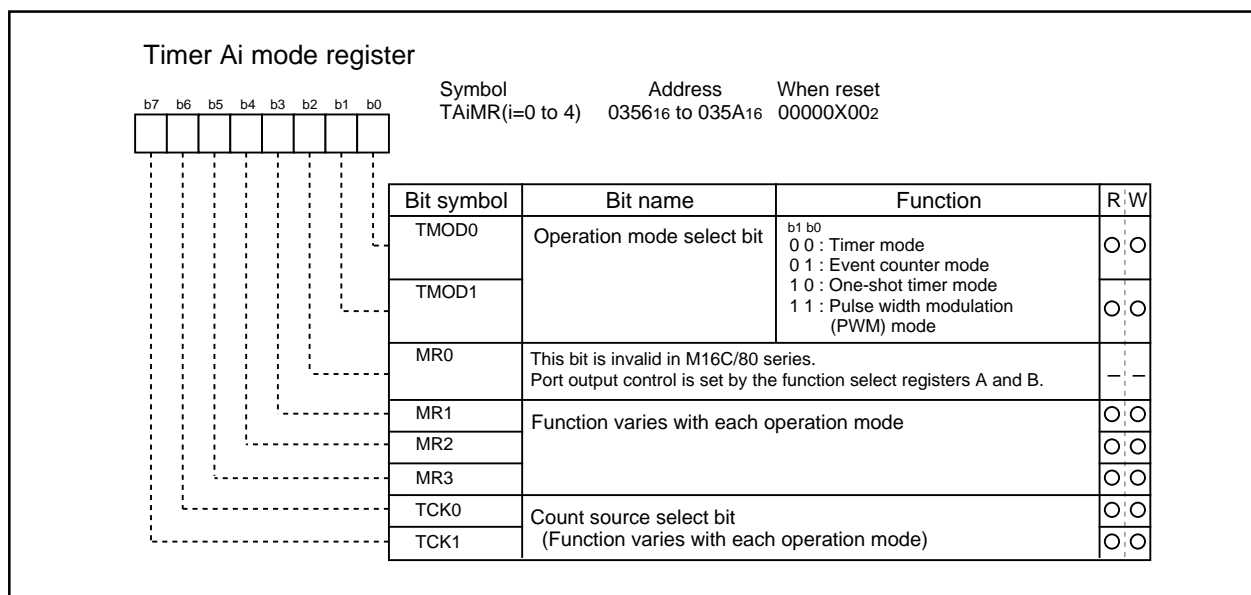 Timer Ai mode register
Symbol Address When reset
TAiMR(i=0 to 4) 035616 to 035A16 00000X002
b7 b6 b5 b4 b3 b2 b1 b0
Bit symbol Bit name Function R W
TMOD0 Operation mode select bit b1 b0
0 0 : Timer mode
0 1 : Event counter mode
TMOD1 1 0 : One-shot timer mode
1 1 : Pulse width modulation
(PWM) mode
MR0 This bit is invalid in M16C/80 series.
Port output control is set by the function select registers A and B. – –
MR1 Function varies with each operation mode
MR2
MR3
TCK0 Count source select bit
TCK1 (Function varies with each operation mode)